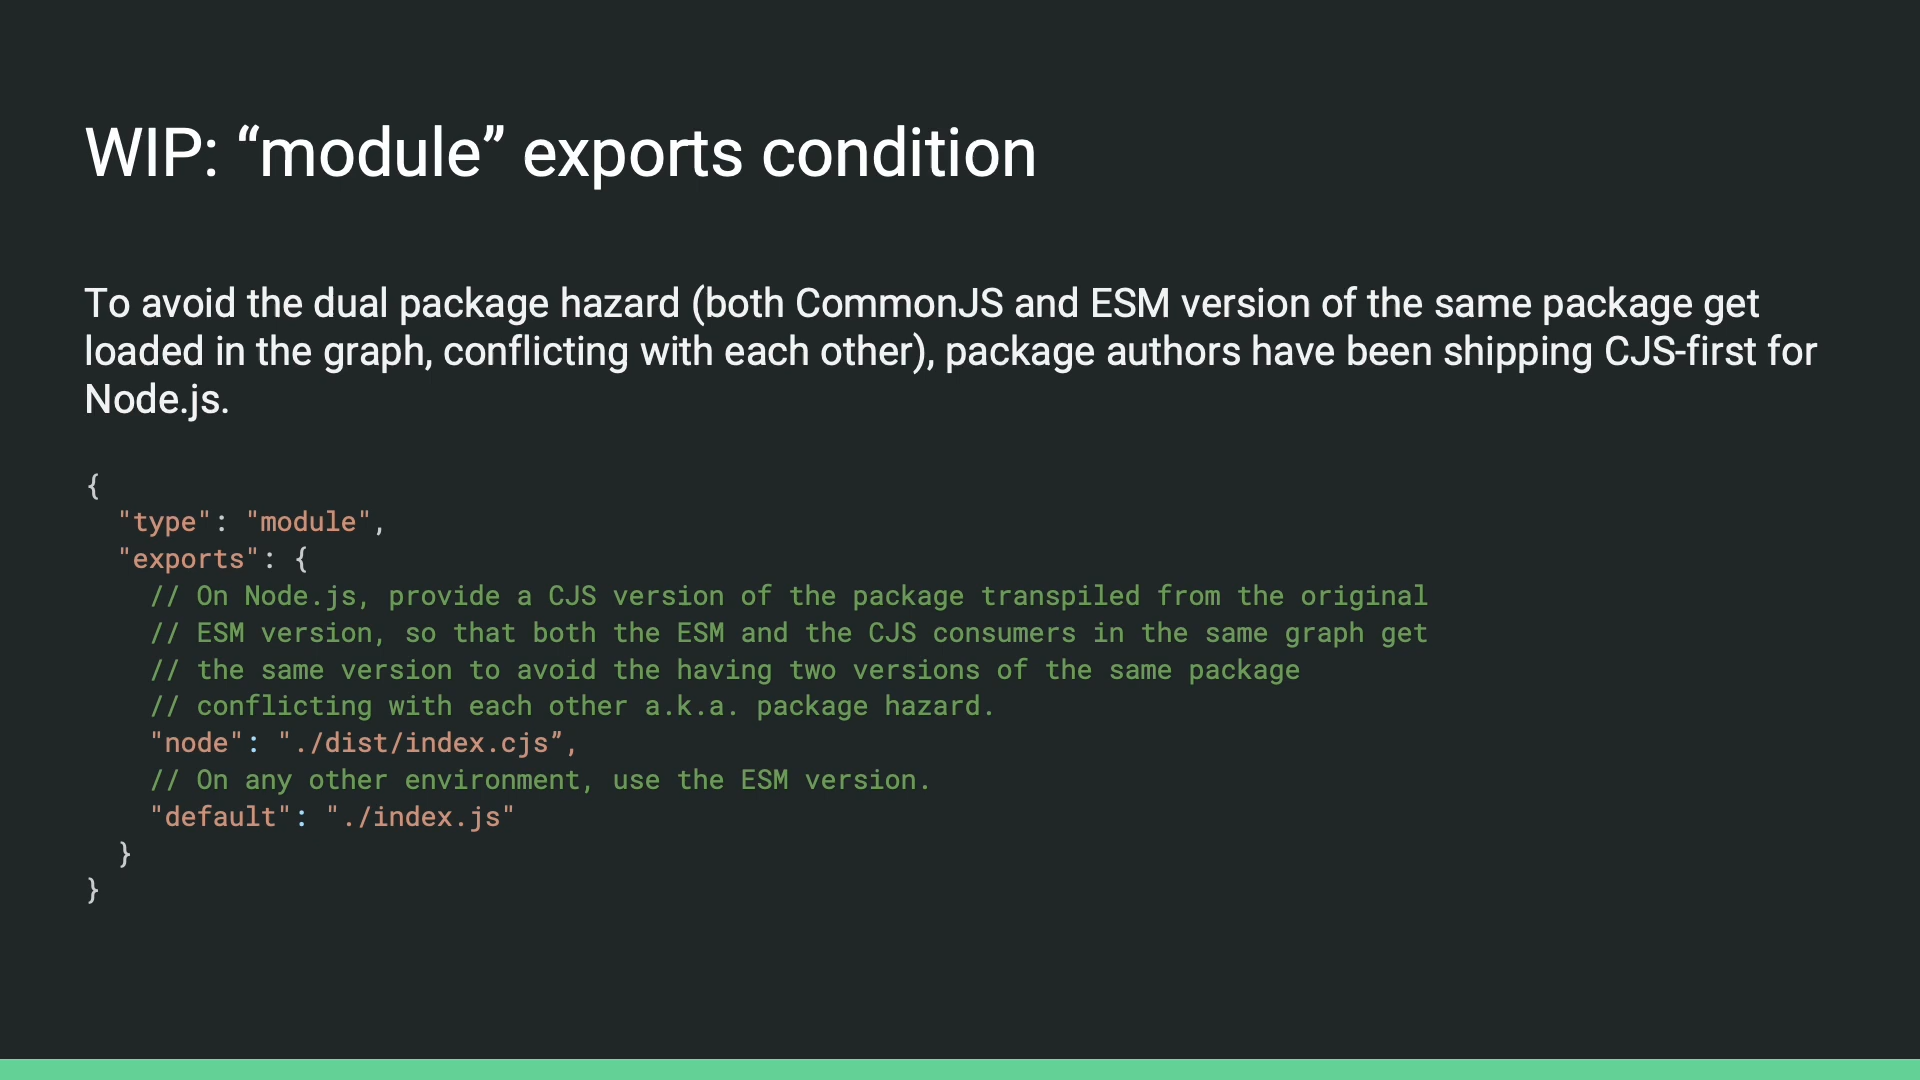 WIP: “module” exports condition
To avoid the dual package hazard (both CommonJS and ESM version of the same package get
loaded in the graph, conflicting with each other), package authors have been shipping CJS-first for
Node.js.
{
  "type": "module",
  "exports": {
    // On Node.js, provide a CJS version of the package transpiled from the original
    // ESM version, so that both the ESM and the CJS consumers in the same graph get
    // the same version to avoid the having two versions of the same package
    // conflicting with each other a.k.a. package hazard.
    "node": "./dist/index.cjs”,
    // On any other environment, use the ESM version.
    "default": "./index.js"
  }
}